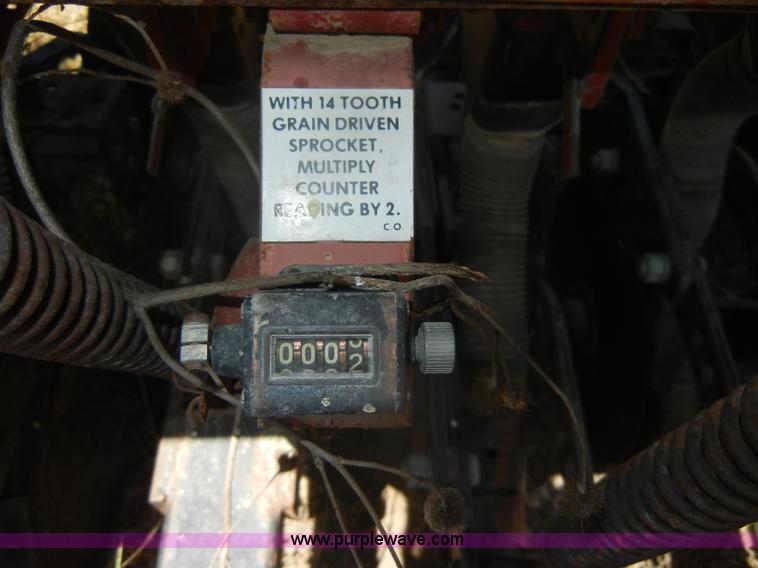 WITH 14 TOOTH
GRAIN DRIVEN
SPROCKET,
MULTIPLY
COUNTER
READING BY 2.
C.O.
0002
www.purplewave.com